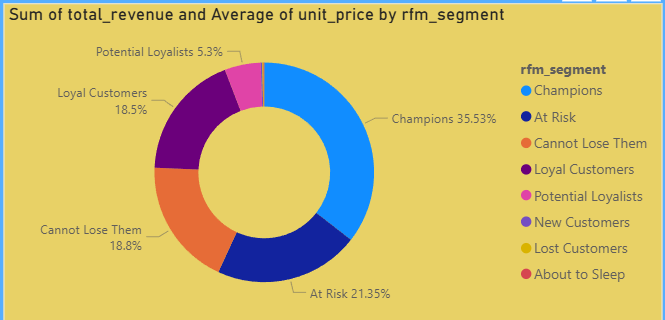 Sum of total_revenue and Average of unit_price by rfm_segment
Potential Loyalists 5.3%
Loyal Customers
18.5%
Champions 35.53%
Cannot Lose Them
18.8%
At Risk 21.35%
rfm_segment
Champions
At Risk
Cannot Lose Them
Loyal Customers
Potential Loyalists
New Customers
Lost Customers
About to Sleep